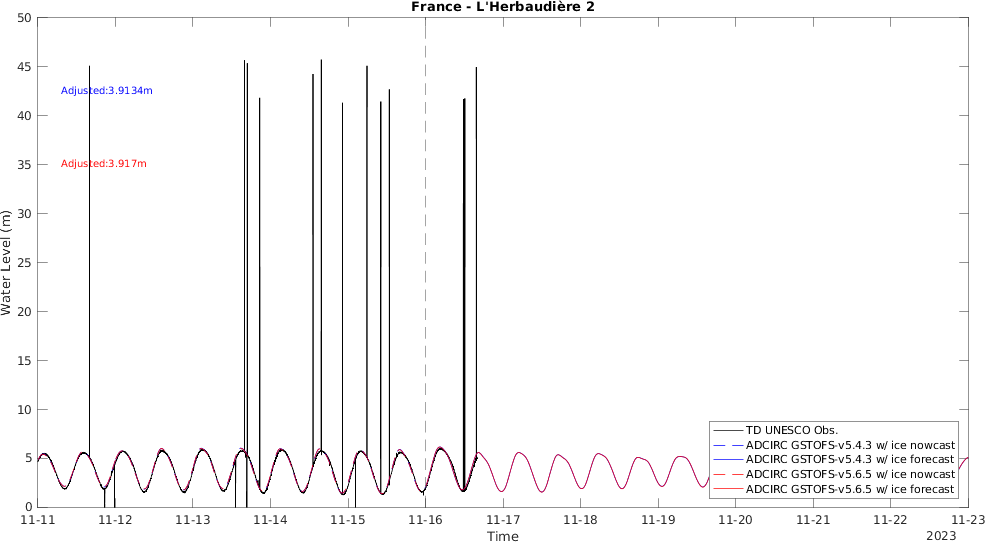 France - L'Herbaudière 2
50
45
40
35
30
25
20
15
10
5
0
Water Level (m)
Adjusted:3.9134m
Adjusted:3.917m
TD UNESCO Obs.
ADCIRC GSTOFS-v5.4.3 w/ ice nowcast
ADCIRC GSTOFS-v5.4.3 w/ ice forecast
ADCIRC GSTOFS-v5.6.5 w/ ice nowcast
ADCIRC GSTOFS-v5.6.5 w/ ice forecast
11-11 11-12 11-13 11-14 11-15 11-16 11-17 11-18 11-19 11-20 11-21 11-22 11-23
Time
2023